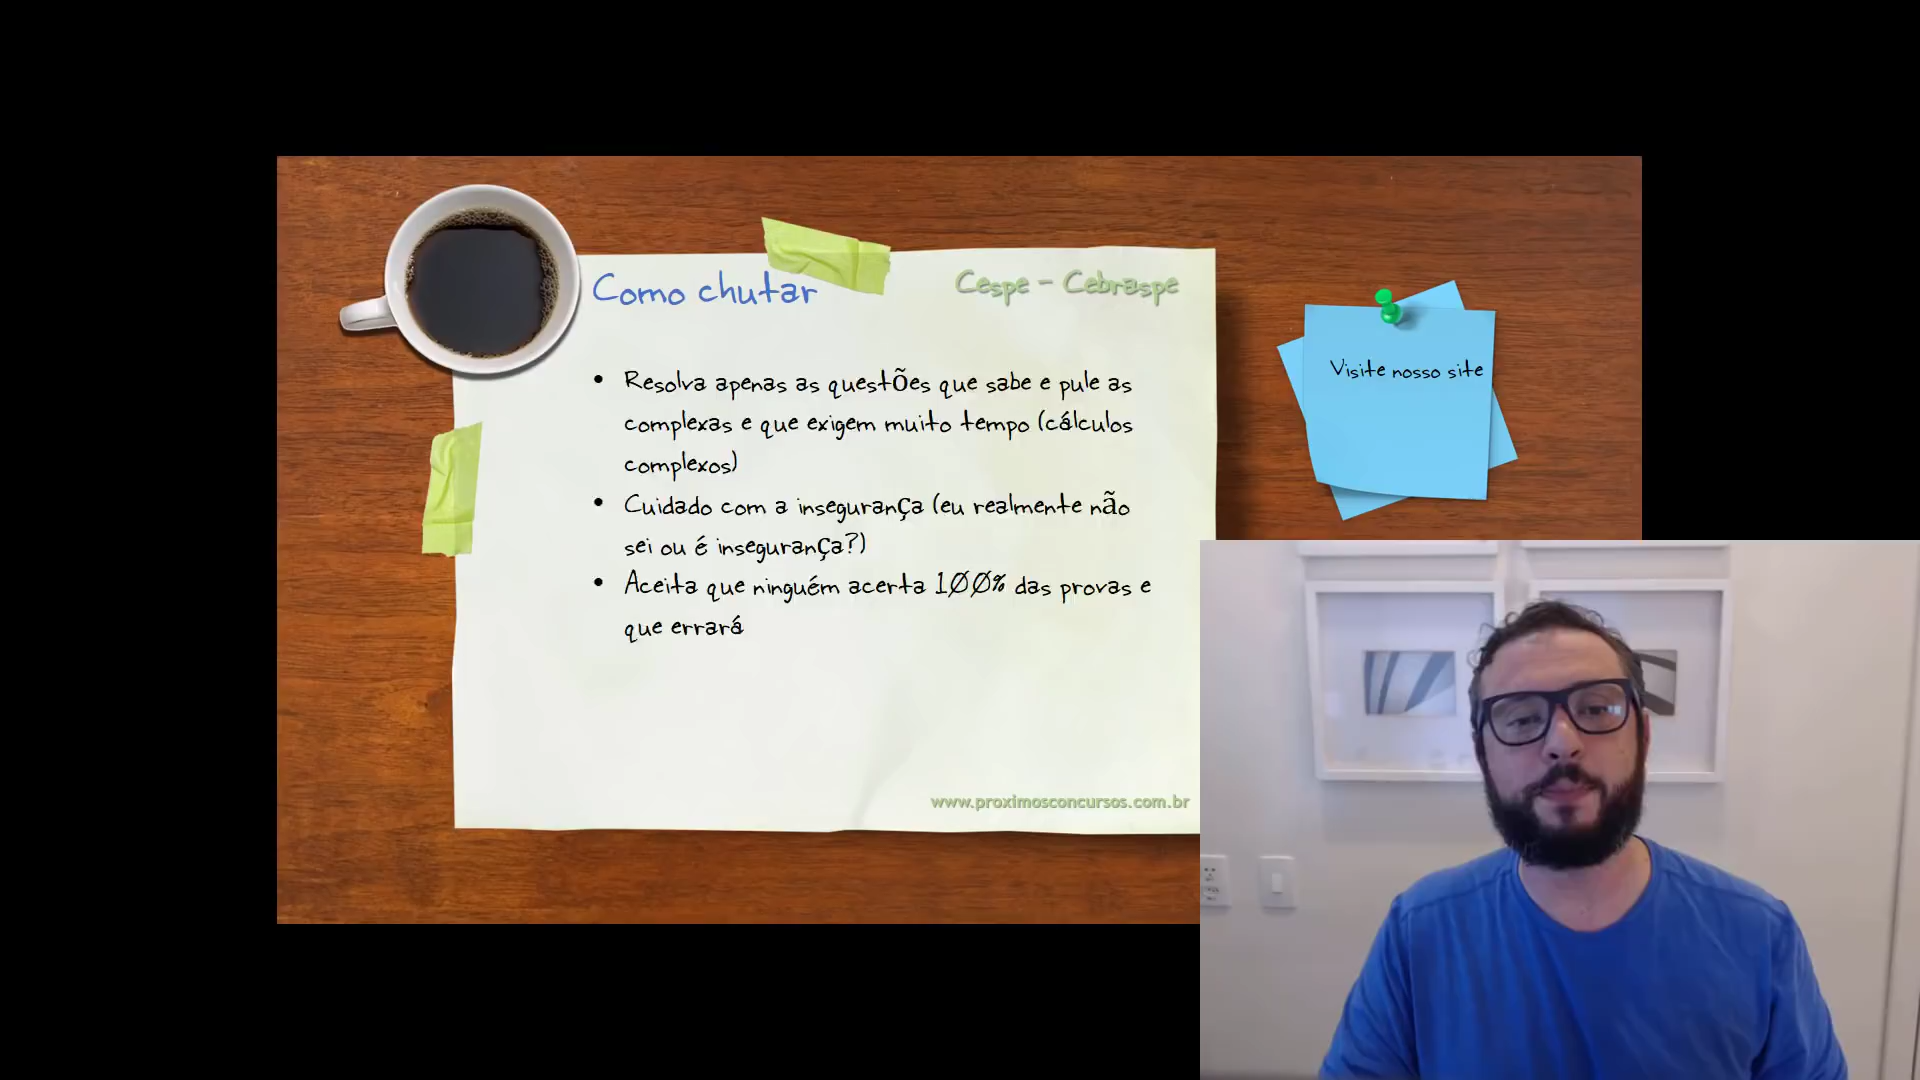 Como chutar
Cespe - Cebraspe
• Resolva apenas as questões que sabe e pule as
complexas e que exigem muito tempo (cálculos
complexos)
• Cuidado com a insegurança (eu realmente não
sei ou é insegurança?)
• Aceita que ninguém acerta 100% das provas e
que errará
www.proximosconcursos.com.br
Visite nosso site